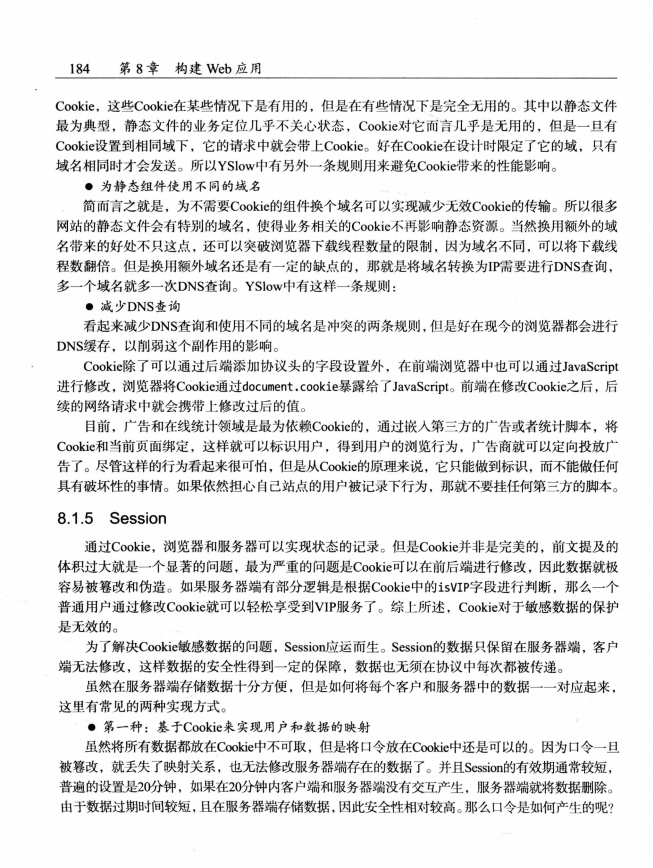 184 第 8 章 构建 Web 应用
Cookie，这些Cookie在某些情况下是有用的，但是在有些情况下是完全无用的。其中以静态文件
最为典型，静态文件的业务定位几乎不关心状态，Cookie对它而言几乎是无用的，但是一旦有
Cookie设置到相同域下，它的请求中就会带上Cookie。好在Cookie在设计时限定了它的域，只有
域名相同时才会发送。所以YSlow中有另外一条规则用来避免Cookie带来的性能影响。
● 为静态组件使用不同的域名
简而言之就是，为不需要Cookie的组件换个域名可以实现减少无效Cookie的传输。所以很多
网站的静态文件会有特别的域名，使得业务相关的Cookie不再影响静态资源。当然换用额外的域
名带来的好处不只这点，还可以突破浏览器下载线程数量的限制，因为域名不同，可以将下载线
程数翻倍。但是换用额外域名还是有一定的缺点的，那就是将域名转换为IP需要进行DNS查询，
多一个域名就多一次DNS查询。YSlow中有这样一条规则：
● 减少DNS查询
看起来减少DNS查询和使用不同的域名是冲突的两条规则，但是好在现今的浏览器都会进行
DNS缓存，以削弱这个副作用的影响。
Cookie除了可以通过后端添加协议头的字段设置外，在前端浏览器中也可以通过JavaScript
进行修改，浏览器将Cookie通过document.cookie暴露给了JavaScript。前端在修改Cookie之后，后
续的网络请求中就会携带上修改过后的值。
目前，广告和在线统计领域是最为依赖Cookie的，通过嵌入第三方的广告或者统计脚本，将
Cookie和当前页面绑定，这样就可以标识用户，得到用户的浏览行为，广告商就可以定向投放广
告了。尽管这样的行为看起来很可怕，但是从Cookie的原理来说，它只能做到标识，而不能做任何
具有破坏性的事情。如果依然担心自己站点的用户被记录下行为，那就不要挂任何第三方的脚本。
8.1.5 Session
通过Cookie，浏览器和服务器可以实现状态的记录。但是Cookie并非是完美的，前文提及的
体积过大就是一个显著的问题，最为严重的问题是Cookie可以在前后端进行修改，因此数据就极
容易被篡改和伪造。如果服务器端有部分逻辑是根据Cookie中的isVIP字段进行判断，那么一个
普通用户通过修改Cookie就可以轻松享受到VIP服务了。综上所述，Cookie对于敏感数据的保护
是无效的。
为了解决Cookie敏感数据的问题，Session应运而生。Session的数据只保留在服务器端，客户
端无法修改，这样数据的安全性得到一定的保障，数据也无须在协议中每次都被传递。
虽然在服务器端存储数据十分方便，但是如何将每个客户和服务器中的数据一一对应起来，
这里有常见的两种实现方式。
● 第一种：基于Cookie来实现用户和数据的映射
虽然将所有数据都放在Cookie中不可取，但是将口令放在Cookie中还是可以的。因为口令一旦
被篡改，就丢失了映射关系，也无法修改服务器端存在的数据了。并且Session的有效期通常较短，
普遍的设置是20分钟，如果在20分钟内客户端和服务器端没有交互产生，服务器端就将数据删除。
由于数据过期时间较短，且在服务器端存储数据，因此安全性相对较高。那么口令是如何产生的呢？